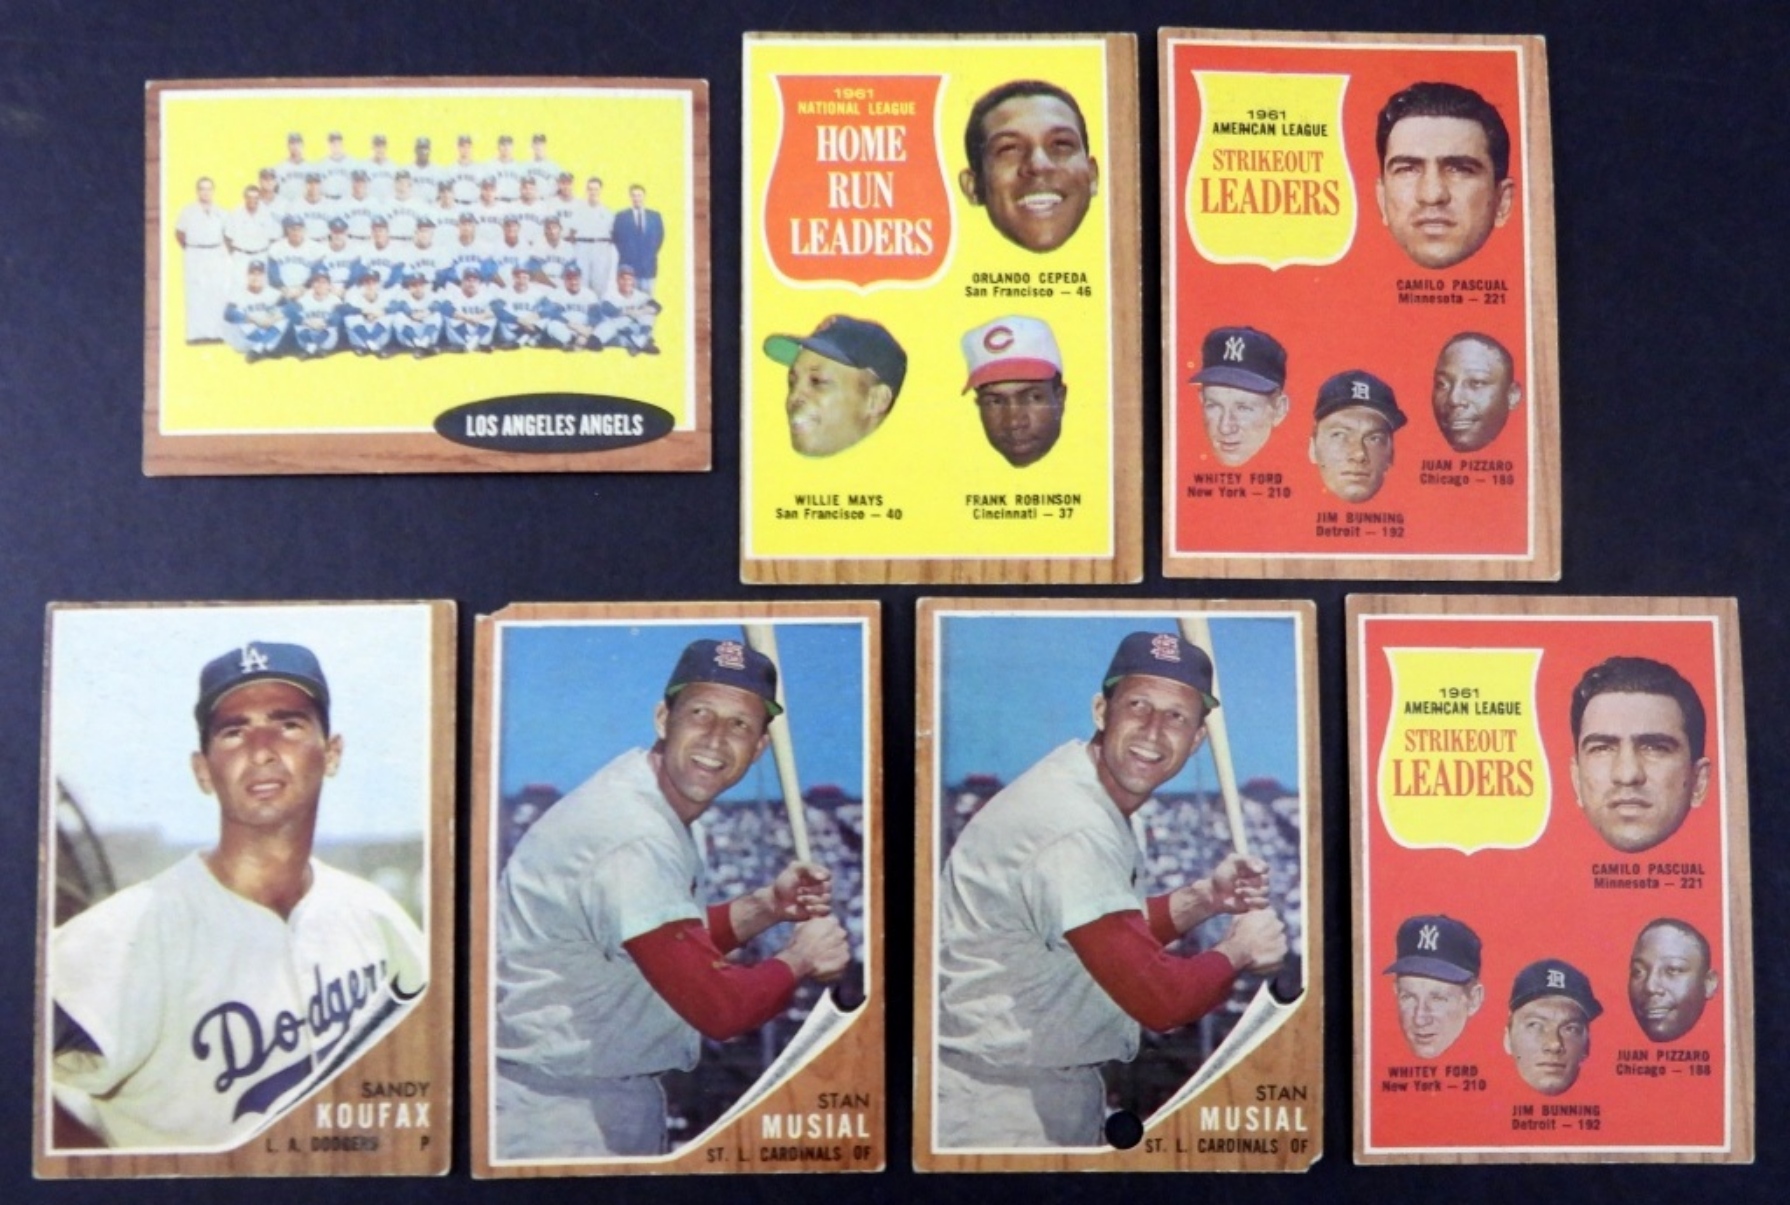 LOS ANGELES ANGELS
1961
NATIONAL LEAGUE
HOME
RUN
LEADERS
ORLANDO CEPEDA
San Francisco — 46
WILLIE MAYS
San Francisco — 40
FRANK ROBINSON
Cincinnati — 37
1961
AMERICAN LEAGUE
STRIKEOUT
LEADERS
CAMILO PASCUAL
Minnesota — 221
WHITEY FORD
New York — 210
JIM BUNNING
Detroit — 192
JUAN PIZZARO
Chicago — 188
LA
Dodgers
SANDY
KOUFAX
L. A. DODGERS P
STAN
MUSIAL
ST. L. CARDINALS OF
STAN
MUSIAL
ST. L. CARDINALS OF
1961
AMERICAN LEAGUE
STRIKEOUT
LEADERS
CAMILO PASCUAL
Minnesota — 221
WHITEY FORD
New York — 210
JIM BUNNING
Detroit — 192
JUAN PIZZARO
Chicago — 188